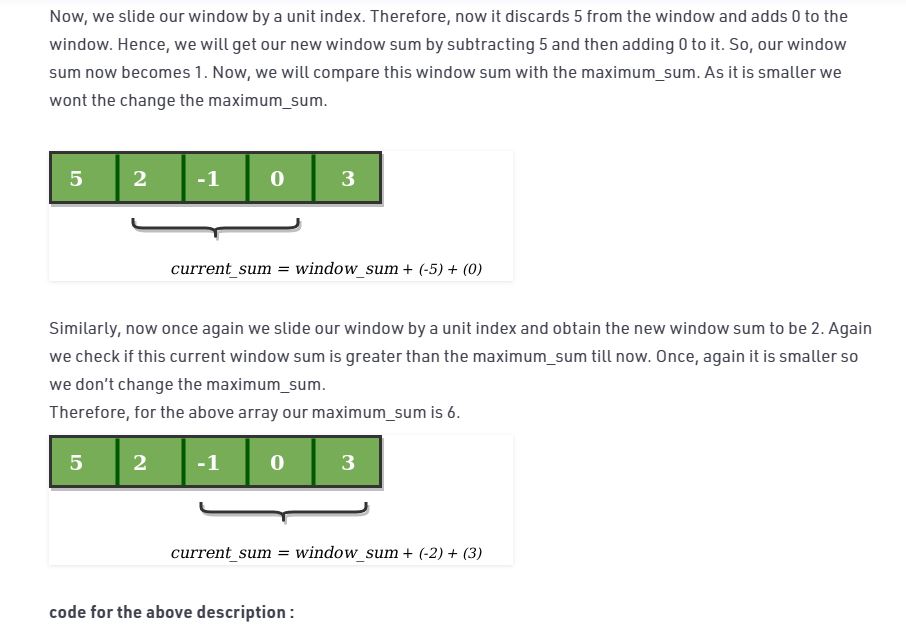 Now, we slide our window by a unit index. Therefore, now it discards 5 from the window and adds 0 to the
window. Hence, we will get our new window sum by subtracting 5 and then adding 0 to it. So, our window
sum now becomes 1. Now, we will compare this window sum with the maximum_sum. As it is smaller we
wont the change the maximum_sum.
5 2 -1 0 3
current_sum = window_sum + (-5) + (0)
Similarly, now once again we slide our window by a unit index and obtain the new window sum to be 2. Again
we check if this current window sum is greater than the maximum_sum till now. Once, again it is smaller so
we don't change the maximum_sum.
Therefore, for the above array our maximum_sum is 6.
5 2 -1 0 3
current_sum = window_sum + (-2) + (3)
code for the above description :